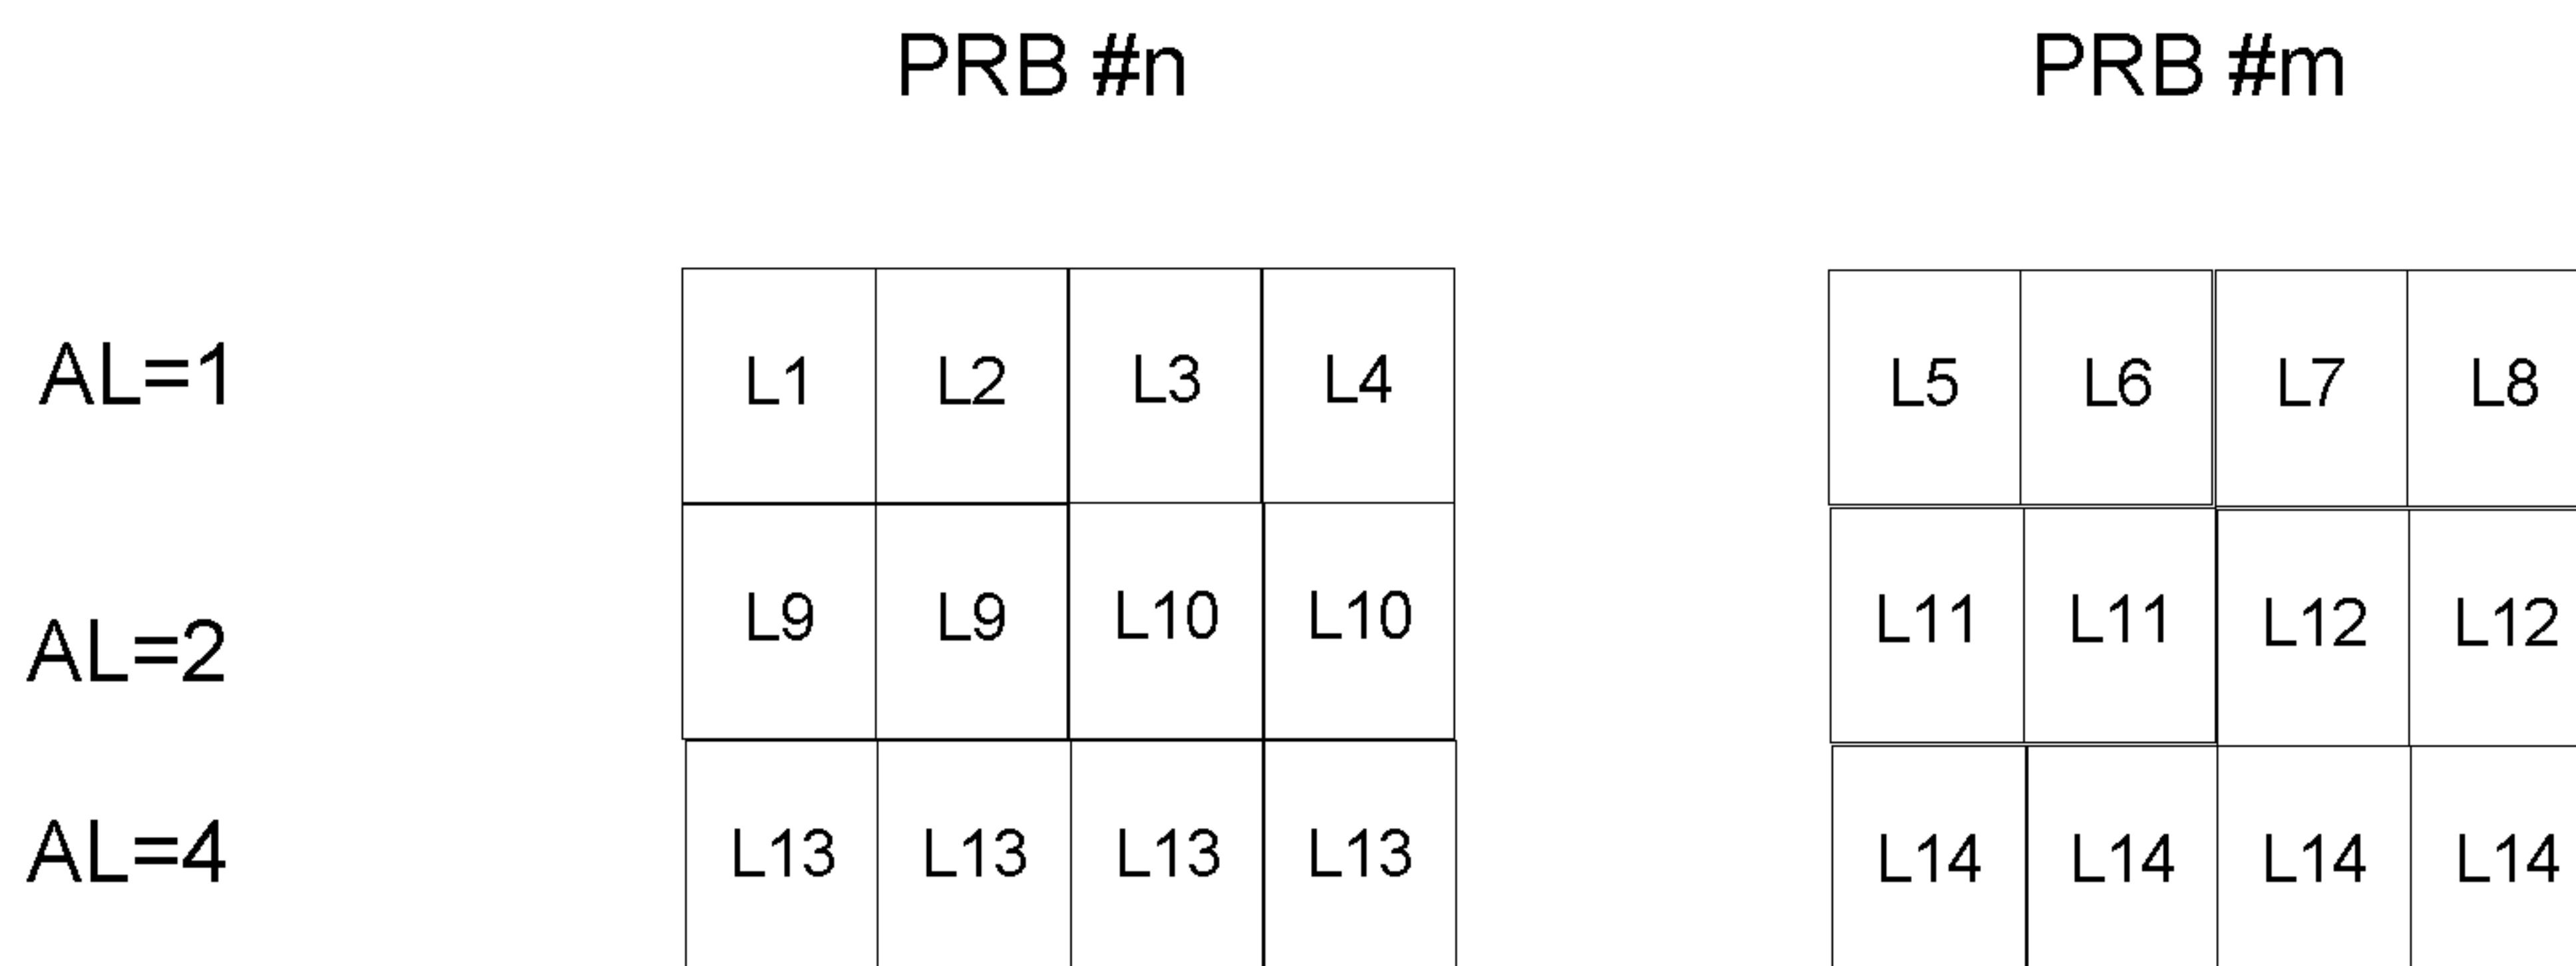 PRB #n PRB #m
AL=1 L1 L2 L3 L4 L5 L6 L7 L8
AL=2 L9 L9 L10 L10 L11 L11 L12 L12
AL=4 L13 L13 L13 L13 L14 L14 L14 L14